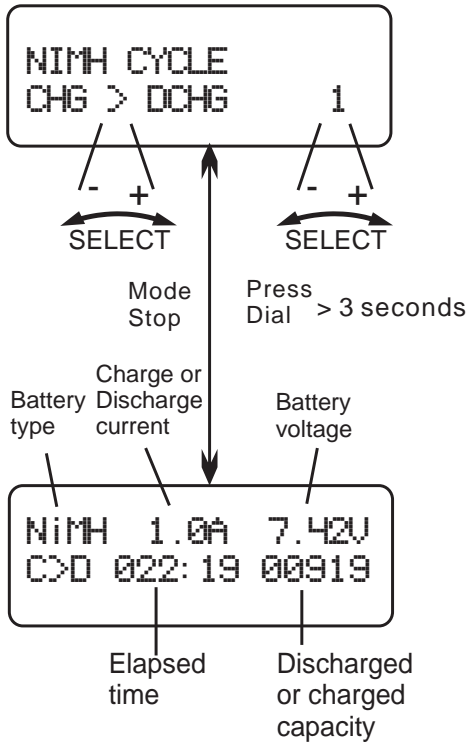 NIMH CYCLE
CHG > DCHG 1
- + - +
SELECT SELECT
Mode
Stop
Press
Dial > 3 seconds
Battery
type
Charge or
Discharge
current
Battery
voltage
NiMH 1.0A 7.42V
C>D 022:19 00919
Elapsed
time
Discharged
or charged
capacity